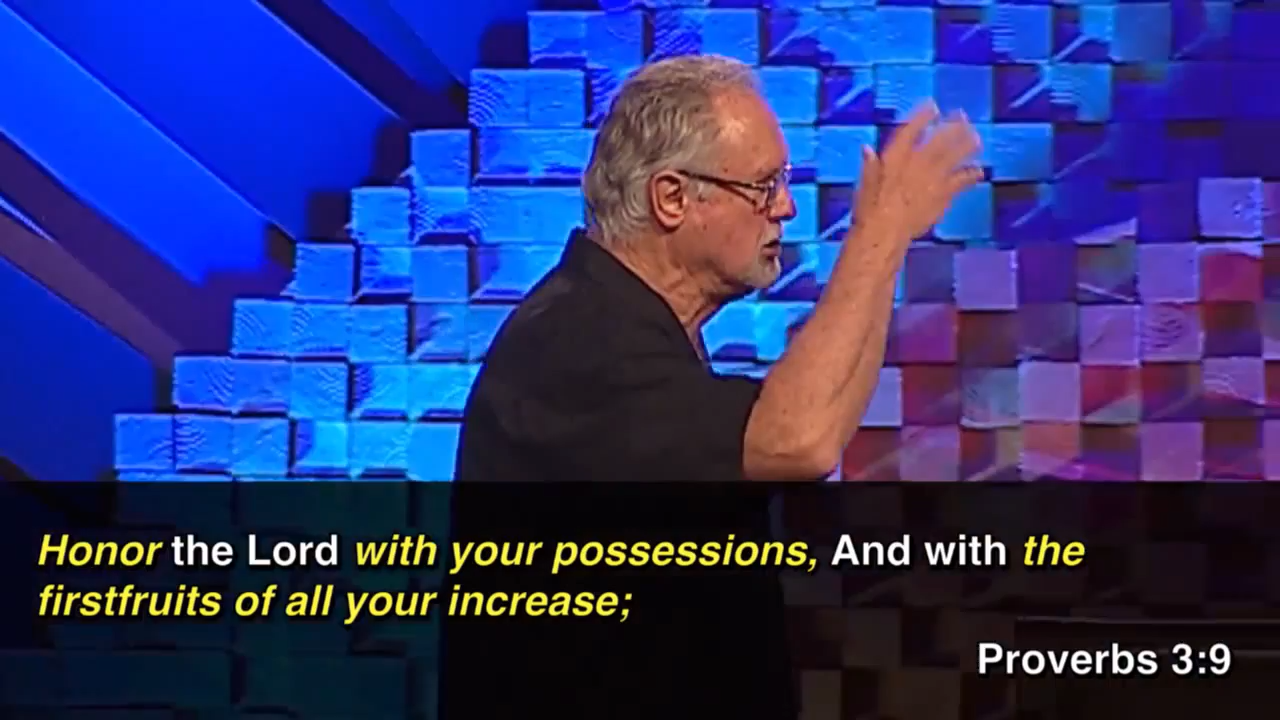 Honor the Lord with your possessions, And with the
firstfruits of all your increase;
Proverbs 3:9